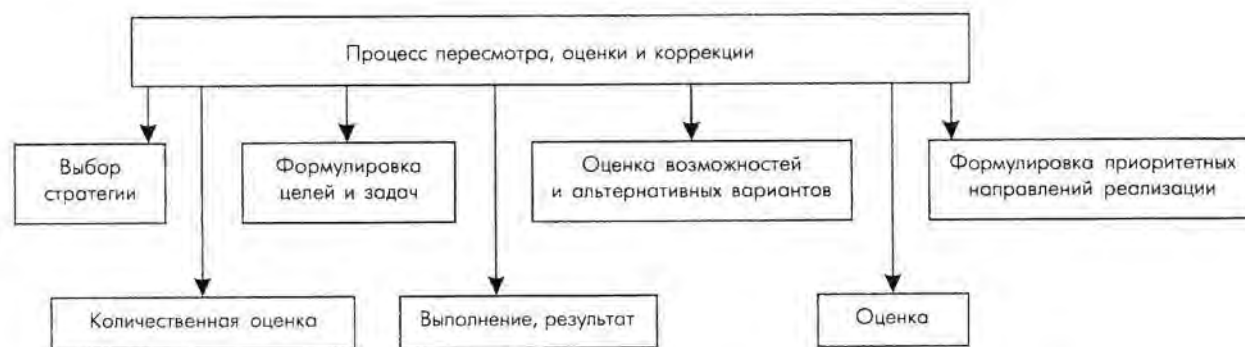 Процесс пересмотра, оценки и коррекции
Выбор
стратегии
Формулировка
целей и задач
Оценка возможностей
и альтернативных вариантов
Формулировка приоритетных
направлений реализации
Количественная оценка
Выполнение, результат
Оценка